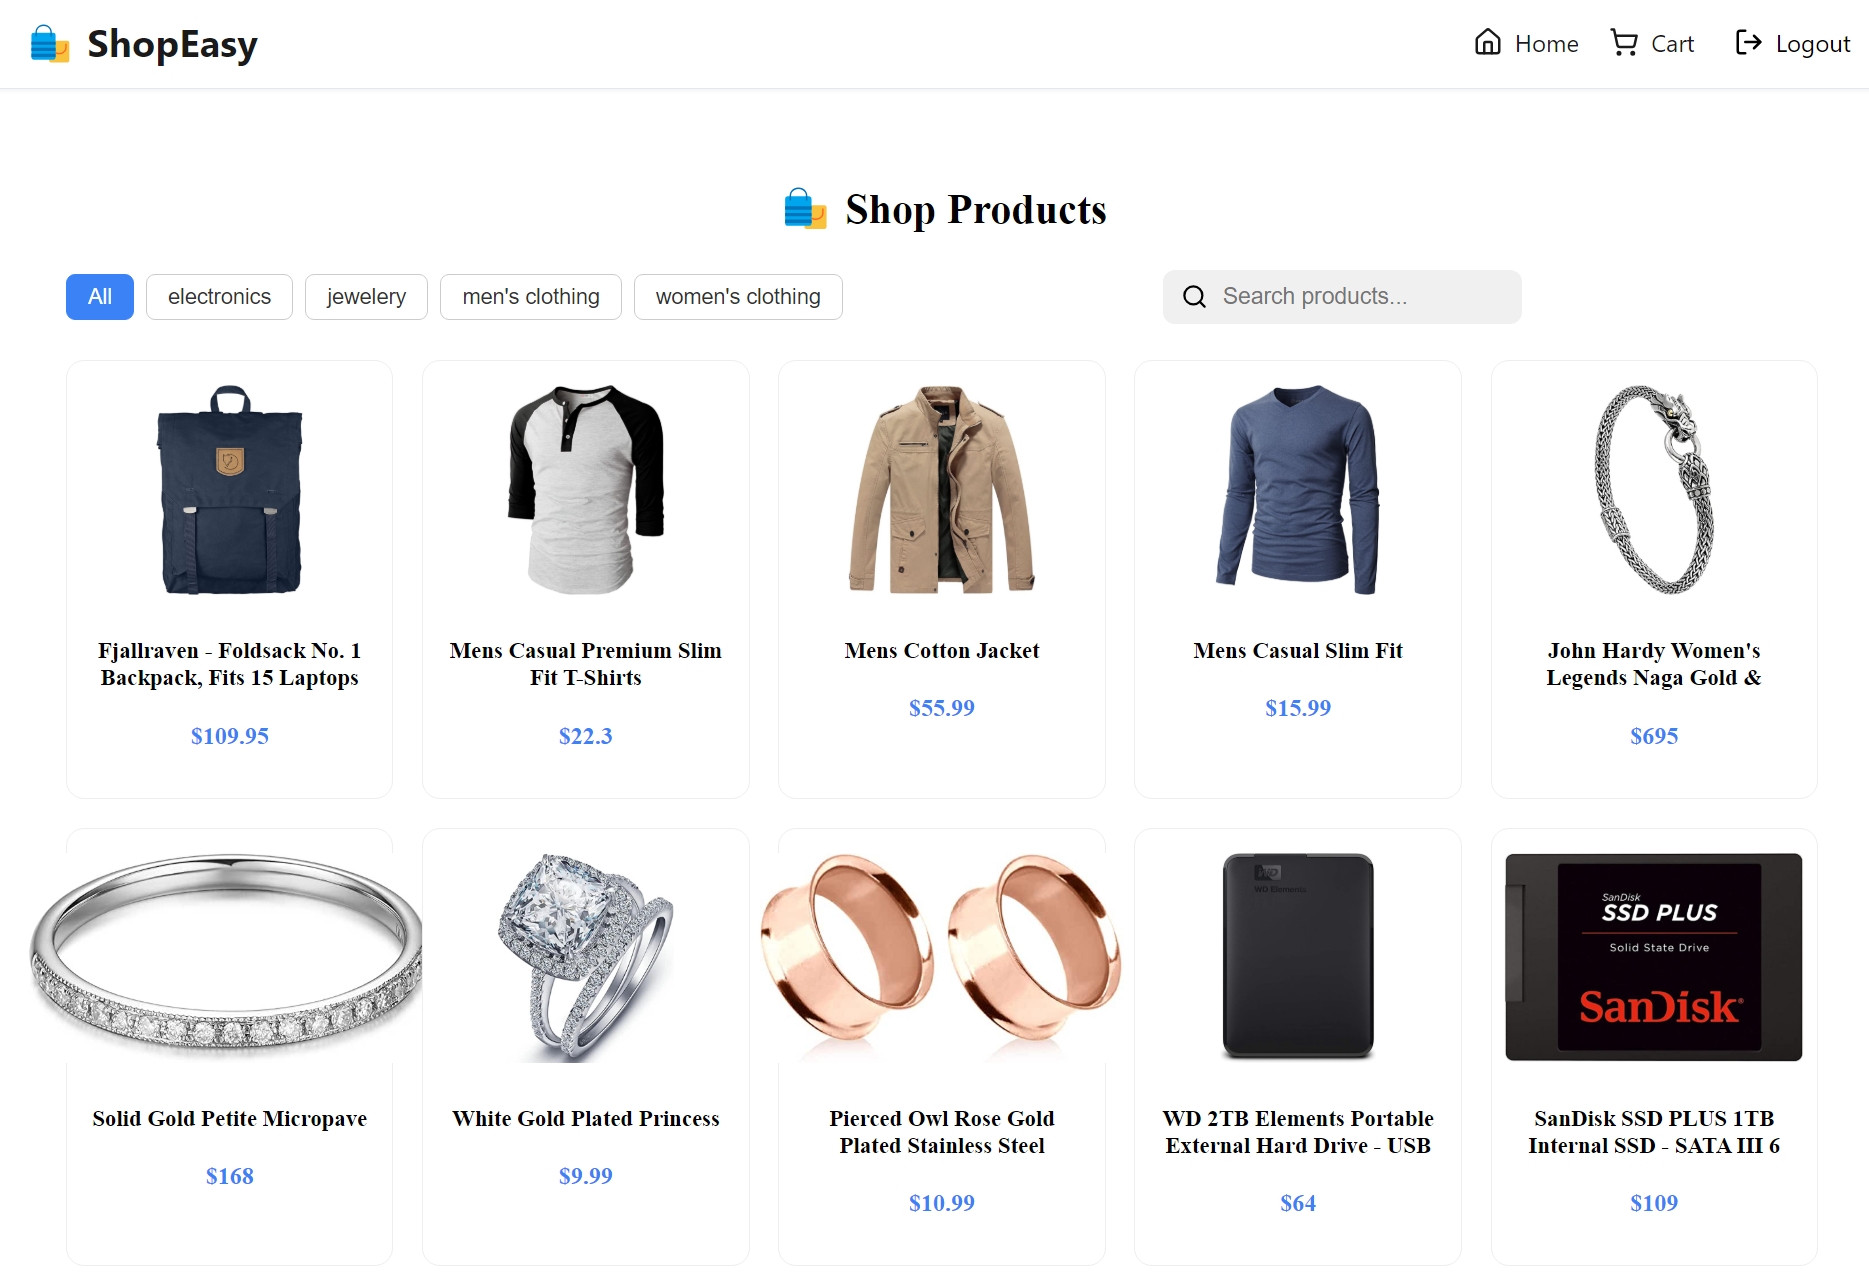 ShopEasy
Home
Cart
Logout
Shop Products
All
electronics
jewelery
men's clothing
women's clothing
Search products...
Fjallraven - Foldsack No. 1
Backpack, Fits 15 Laptops
$109.95
Mens Casual Premium Slim
Fit T-Shirts
$22.3
Mens Cotton Jacket
$55.99
Mens Casual Slim Fit
$15.99
John Hardy Women's
Legends Naga Gold &
$695
Solid Gold Petite Micropave
$168
White Gold Plated Princess
$9.99
Pierced Owl Rose Gold
Plated Stainless Steel
$10.99
WD
WD Elements
WD 2TB Elements Portable
External Hard Drive - USB
$64
SanDisk
SSD PLUS
Solid State Drive
SanDisk
SanDisk SSD PLUS 1TB
Internal SSD - SATA III 6
$109